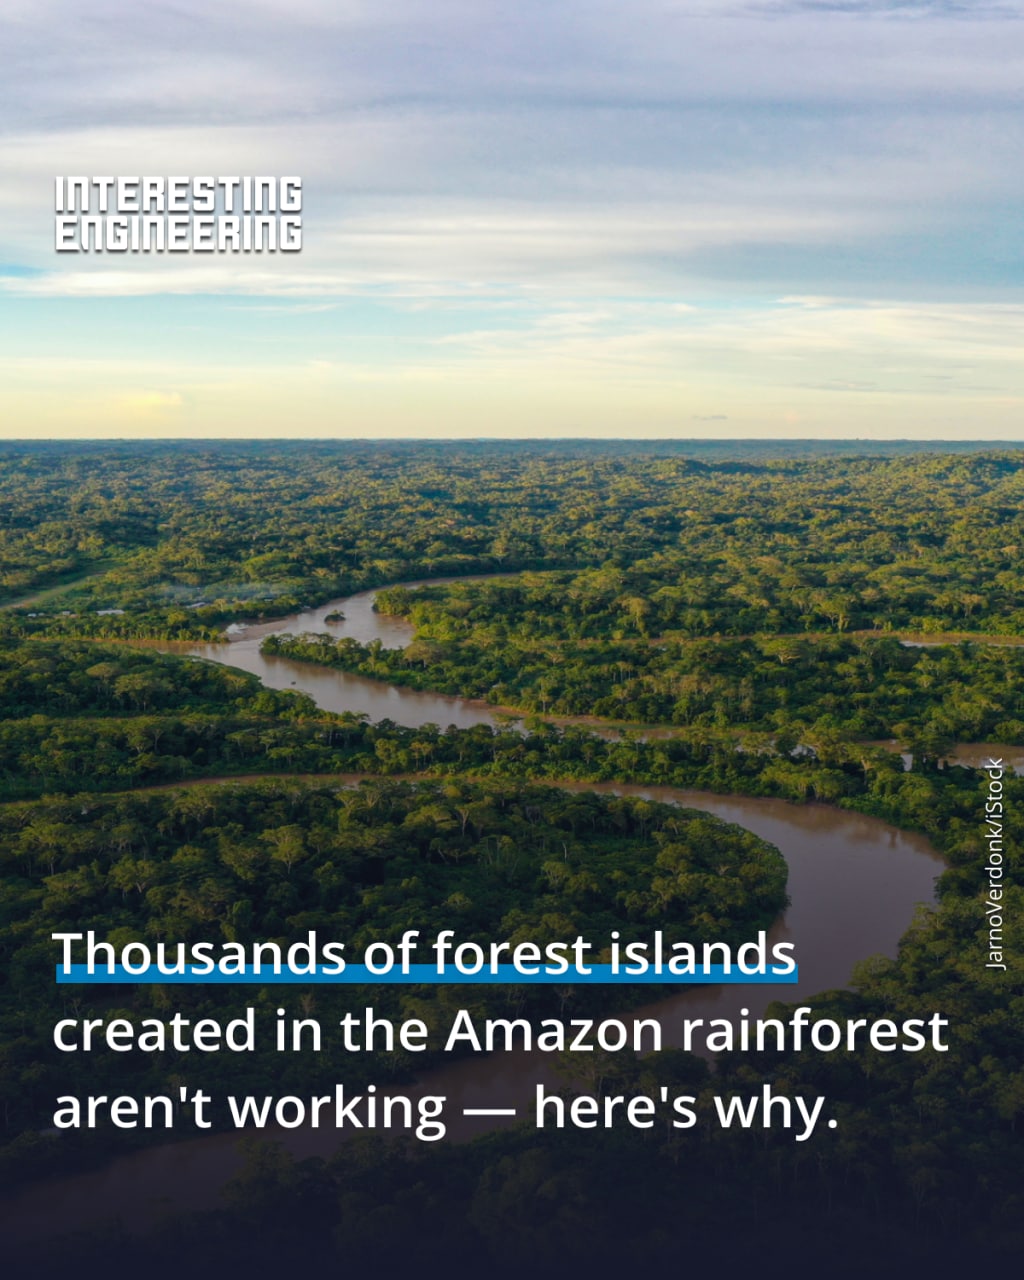 INTERESTING
ENGINEERING
JarnoVerdonk/iStock
Thousands of forest islands
created in the Amazon rainforest
aren't working — here's why.